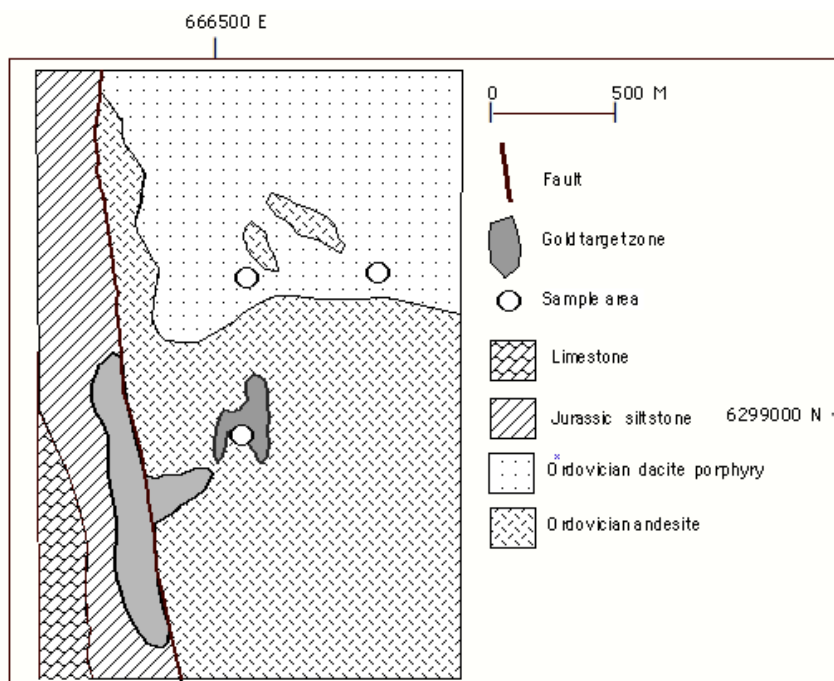 666500 E
0 500 M
Fault
Gold target zone
Sample area
Limestone
Jurassic siltstone 6299000 N
Ordovician dacite porphyry
Ordovician andesite